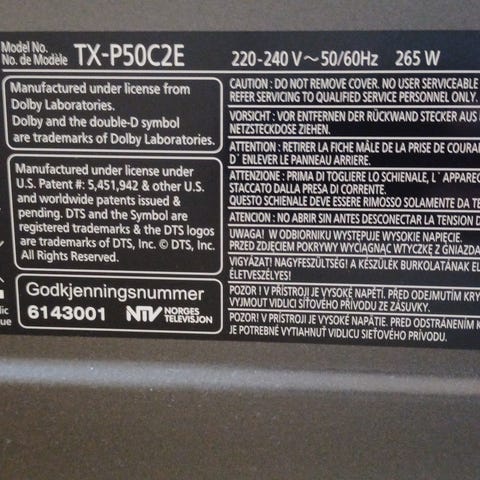 Model No.
No. de Modèle TX-P50C2E 220-240 V~50/60Hz 265 W
Manufactured under license from
Dolby Laboratories.
Dolby and the double-D symbol
are trademarks of Dolby Laboratories.
Manufactured under license under
U.S. Patent #: 5,451,942 & other U.S.
and worldwide patents issued &
pending. DTS and the Symbol are
registered trademarks & the DTS logos
are trademarks of DTS, Inc. © DTS, Inc.
All Rights Reserved.
Godkjenningsnummer
6143001 NTV NORGES
TELEVISJON
CAUTION : DO NOT REMOVE COVER. NO USER SERVICEABLE
REFER SERVICING TO QUALIFIED SERVICE PERSONNEL ONLY.
VORSICHT : VOR ENTFERNEN DER RÜCKWAND STECKER AUS
NETZSTECKDOSE ZIEHEN.
ATTENTION : RETIRER LA FICHE MÂLE DE LA PRISE DE COURA
D` ENLEVER LE PANNEAU ARRIERE.
ATTENZIONE : PRIMA DI TOGLIERE LO SCHIENALE, L` APPAREC
STACCATO DALLA PRESA DI CORRENTE.
QUESTO SCHIENALE DEVE ESSERE RIMOSSO SOLAMENTE DA TE
ATENCION : NO ABRIR SIN ANTES DESCONECTAR LA TENSION D
UWAGA! W ODBIORNIKU WYSTĘPUJE WYSOKIE NAPIĘCIE.
PRZED ZDJĘCIEM POKRYWY WYCIĄGNĄĆ WTYCZKĘ Z GNIAZDA
VIGYÁZAT! NAGYFESZÜLTSÉG! A KÉSZÜLÉK BURKOLATÁNAK EL
ÉLETVESZÉLYES!
POZOR ! V PŘÍSTROJI JE VYSOKÉ NAPĚTÍ. PŘED ODEJMUTÍM KRY
VYJMOUT VIDLICI SÍŤOVÉHO PŘÍVODU ZE ZÁSUVKY.
POZOR! V PRÍSTROJI JE VYSOKÉ NAPÄTIE. PRED ODSTRÁNENÍM K
JE POTREBNÉ VYTIAHNUŤ VIDLICU SIEŤOVÉHO PRÍVODU.